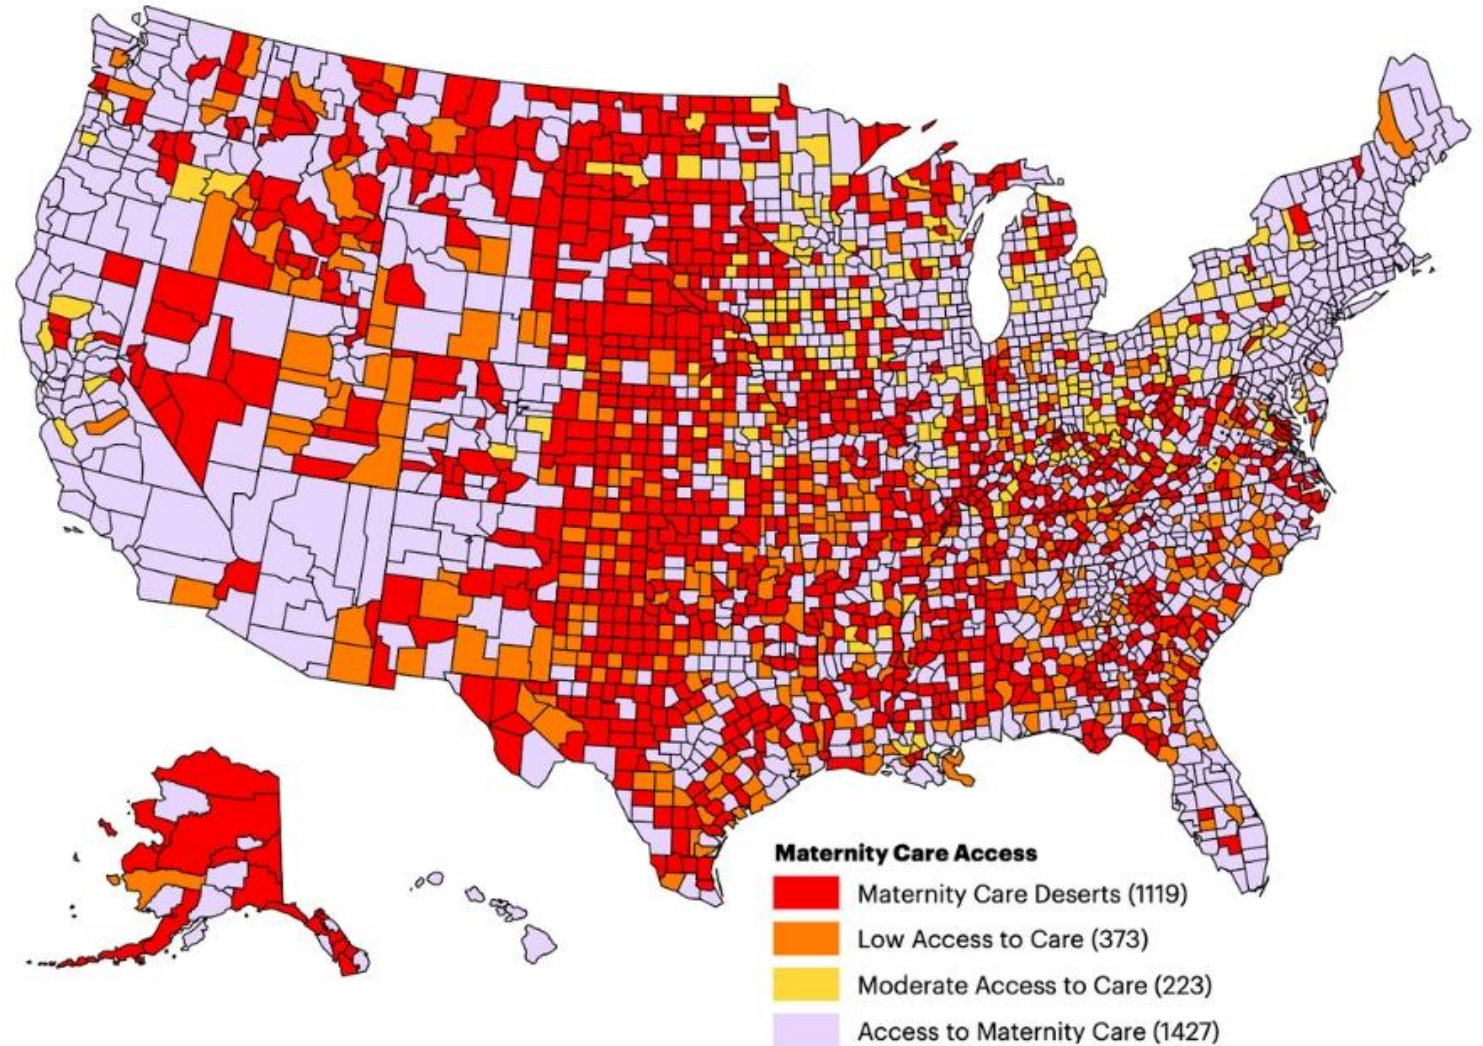 Maternity Care Access
Maternity Care Deserts (1119)
Low Access to Care (373)
Moderate Access to Care (223)
Access to Maternity Care (1427)